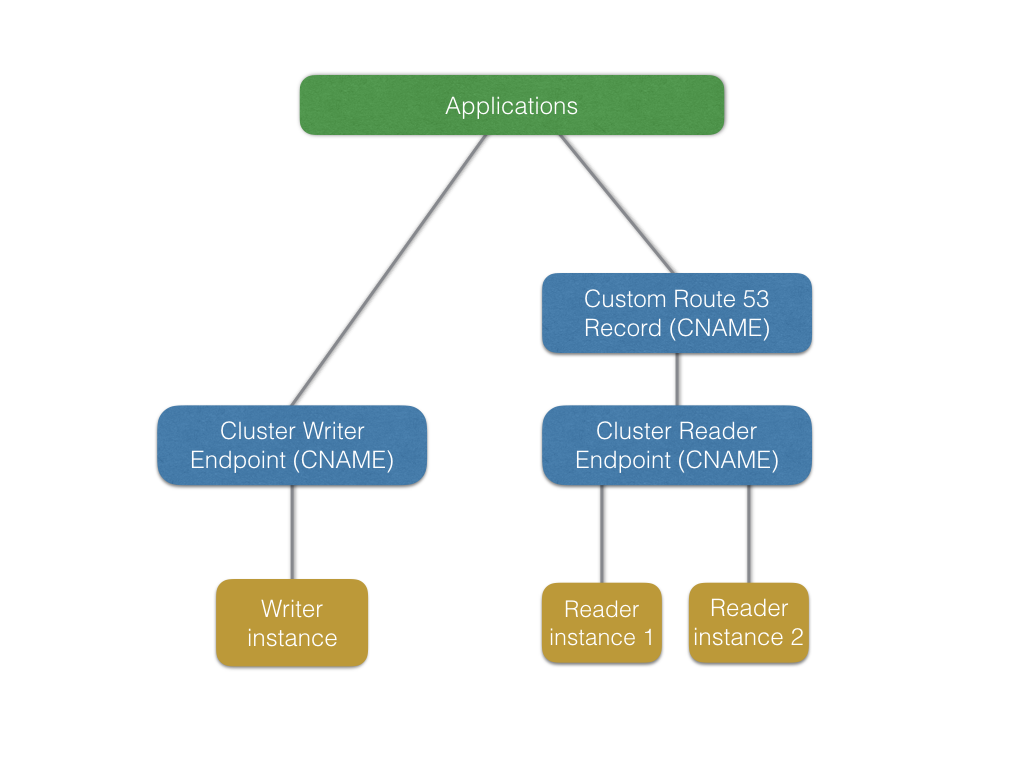 Applications
Custom Route 53
Record (CNAME)
Cluster Writer
Endpoint (CNAME)
Cluster Reader
Endpoint (CNAME)
Writer
instance
Reader
instance 1
Reader
instance 2